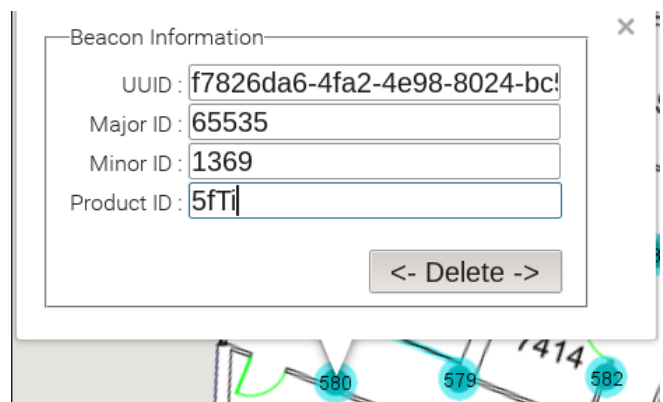 Beacon Information
×
UUID : f7826da6-4fa2-4e98-8024-bc
Major ID : 65535
Minor ID : 1369
Product ID : 5fTi
<- Delete ->
7414
580
579
582